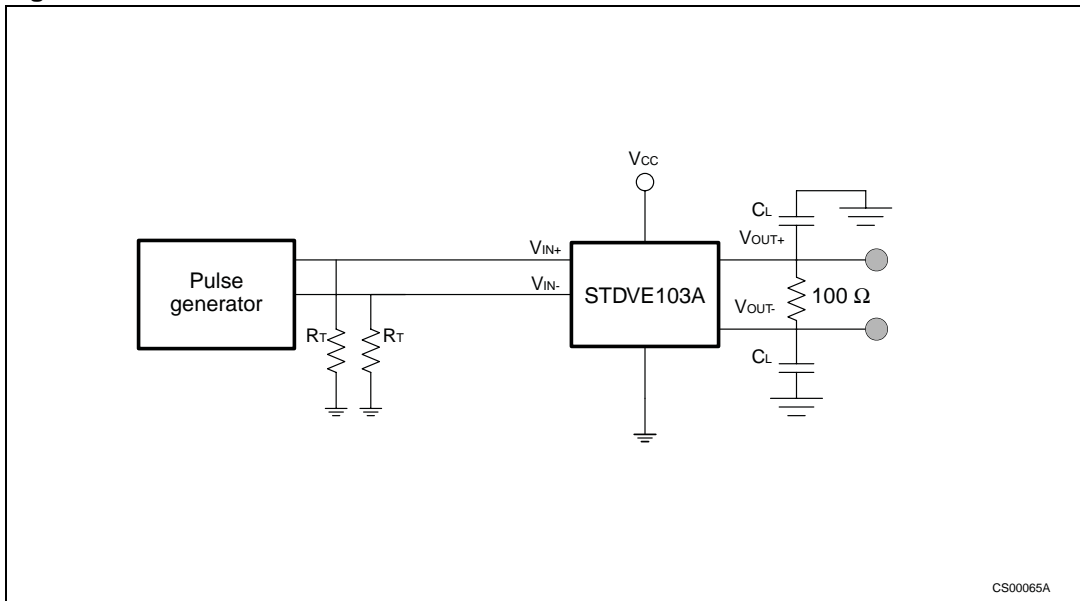 VCC
CL
VOUT+
VIN+
Pulse
generator
VIN-
STDVE103A
100 Ω
VOUT-
RT
RT
CL
CS00065A